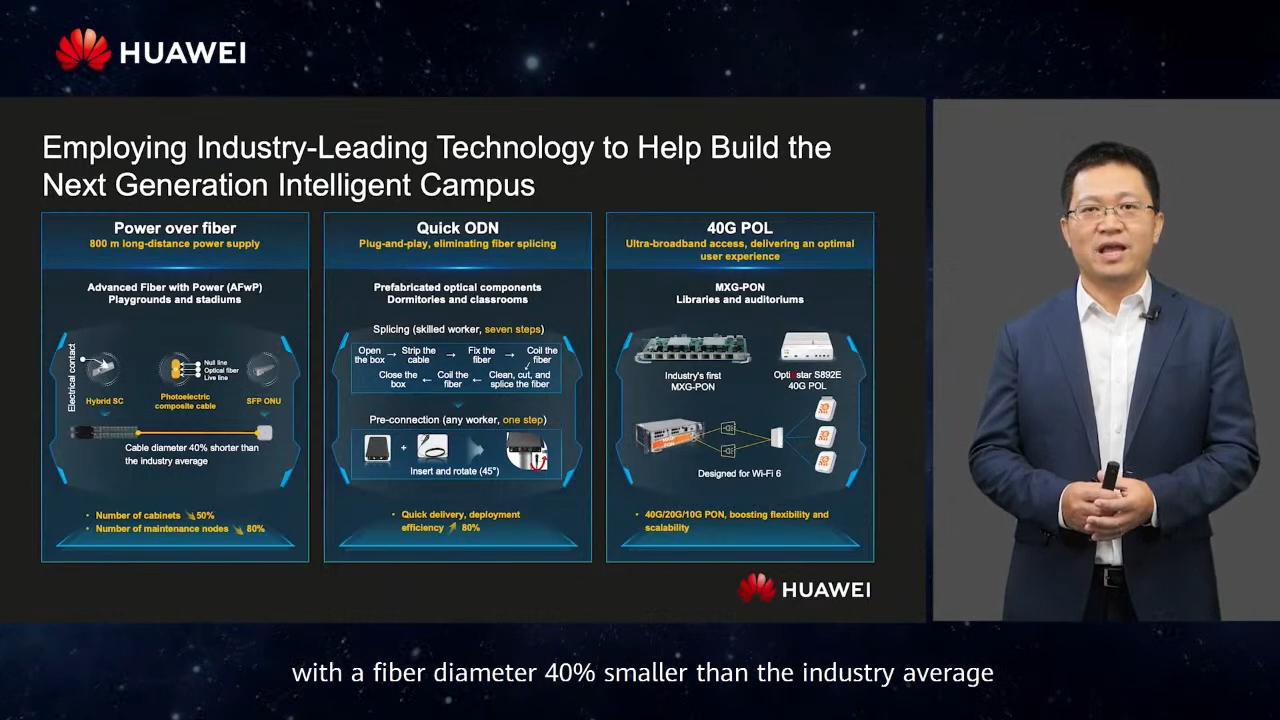 HUAWEI
Employing Industry-Leading Technology to Help Build the
Next Generation Intelligent Campus
Power over fiber
800 m long-distance power supply
Advanced Fiber with Power (AFwP)
Playgrounds and stadiums
Electrical contact
Null line
Optical fiber
Live line
Hybrid SC
Photoelectric
composite cable
SFP ONU
Cable diameter 40% shorter than
the industry average
• Number of cabinets 50%
• Number of maintenance nodes 80%
Quick ODN
Plug-and-play, eliminating fiber splicing
Prefabricated optical components
Dormitories and classrooms
Splicing (skilled worker, seven steps)
Open
the box
Strip the
cable
Fix the
fiber
Coil the
fiber
Close the
box
Coil the
fiber
Clean, cut, and
splice the fiber
Pre-connection (any worker, one step)
+
Insert and rotate (45°)
• Quick delivery, deployment
efficiency 80%
40G POL
Ultra-broadband access, delivering an optimal
user experience
MXG-PON
Libraries and auditoriums
Industry's first
MXG-PON
OptiXstar S892E
40G POL
Designed for Wi-Fi 6
• 40G/20G/10G PON, boosting flexibility and
scalability
HUAWEI
with a fiber diameter 40% smaller than the industry average